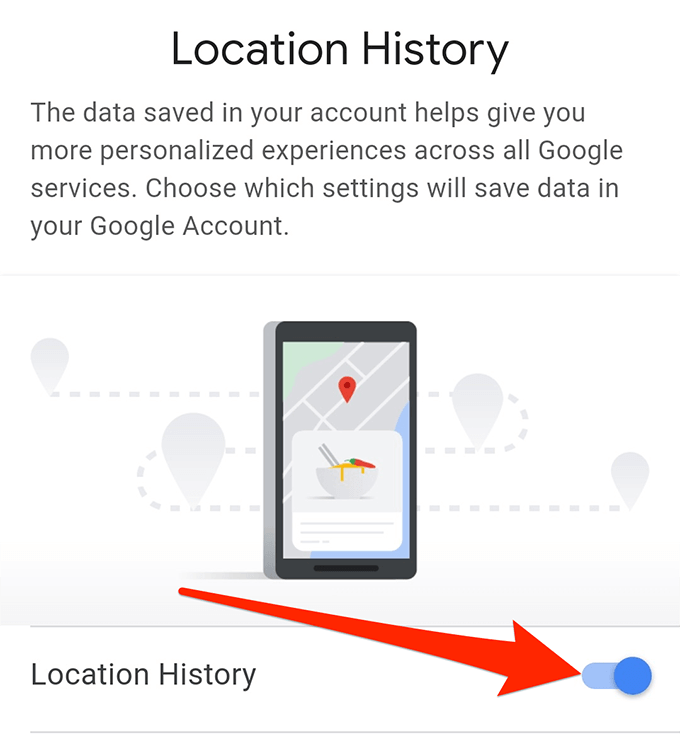 Location History
The data saved in your account helps give you
more personalized experiences across all Google
services. Choose which settings will save data in
your Google Account.
Location History